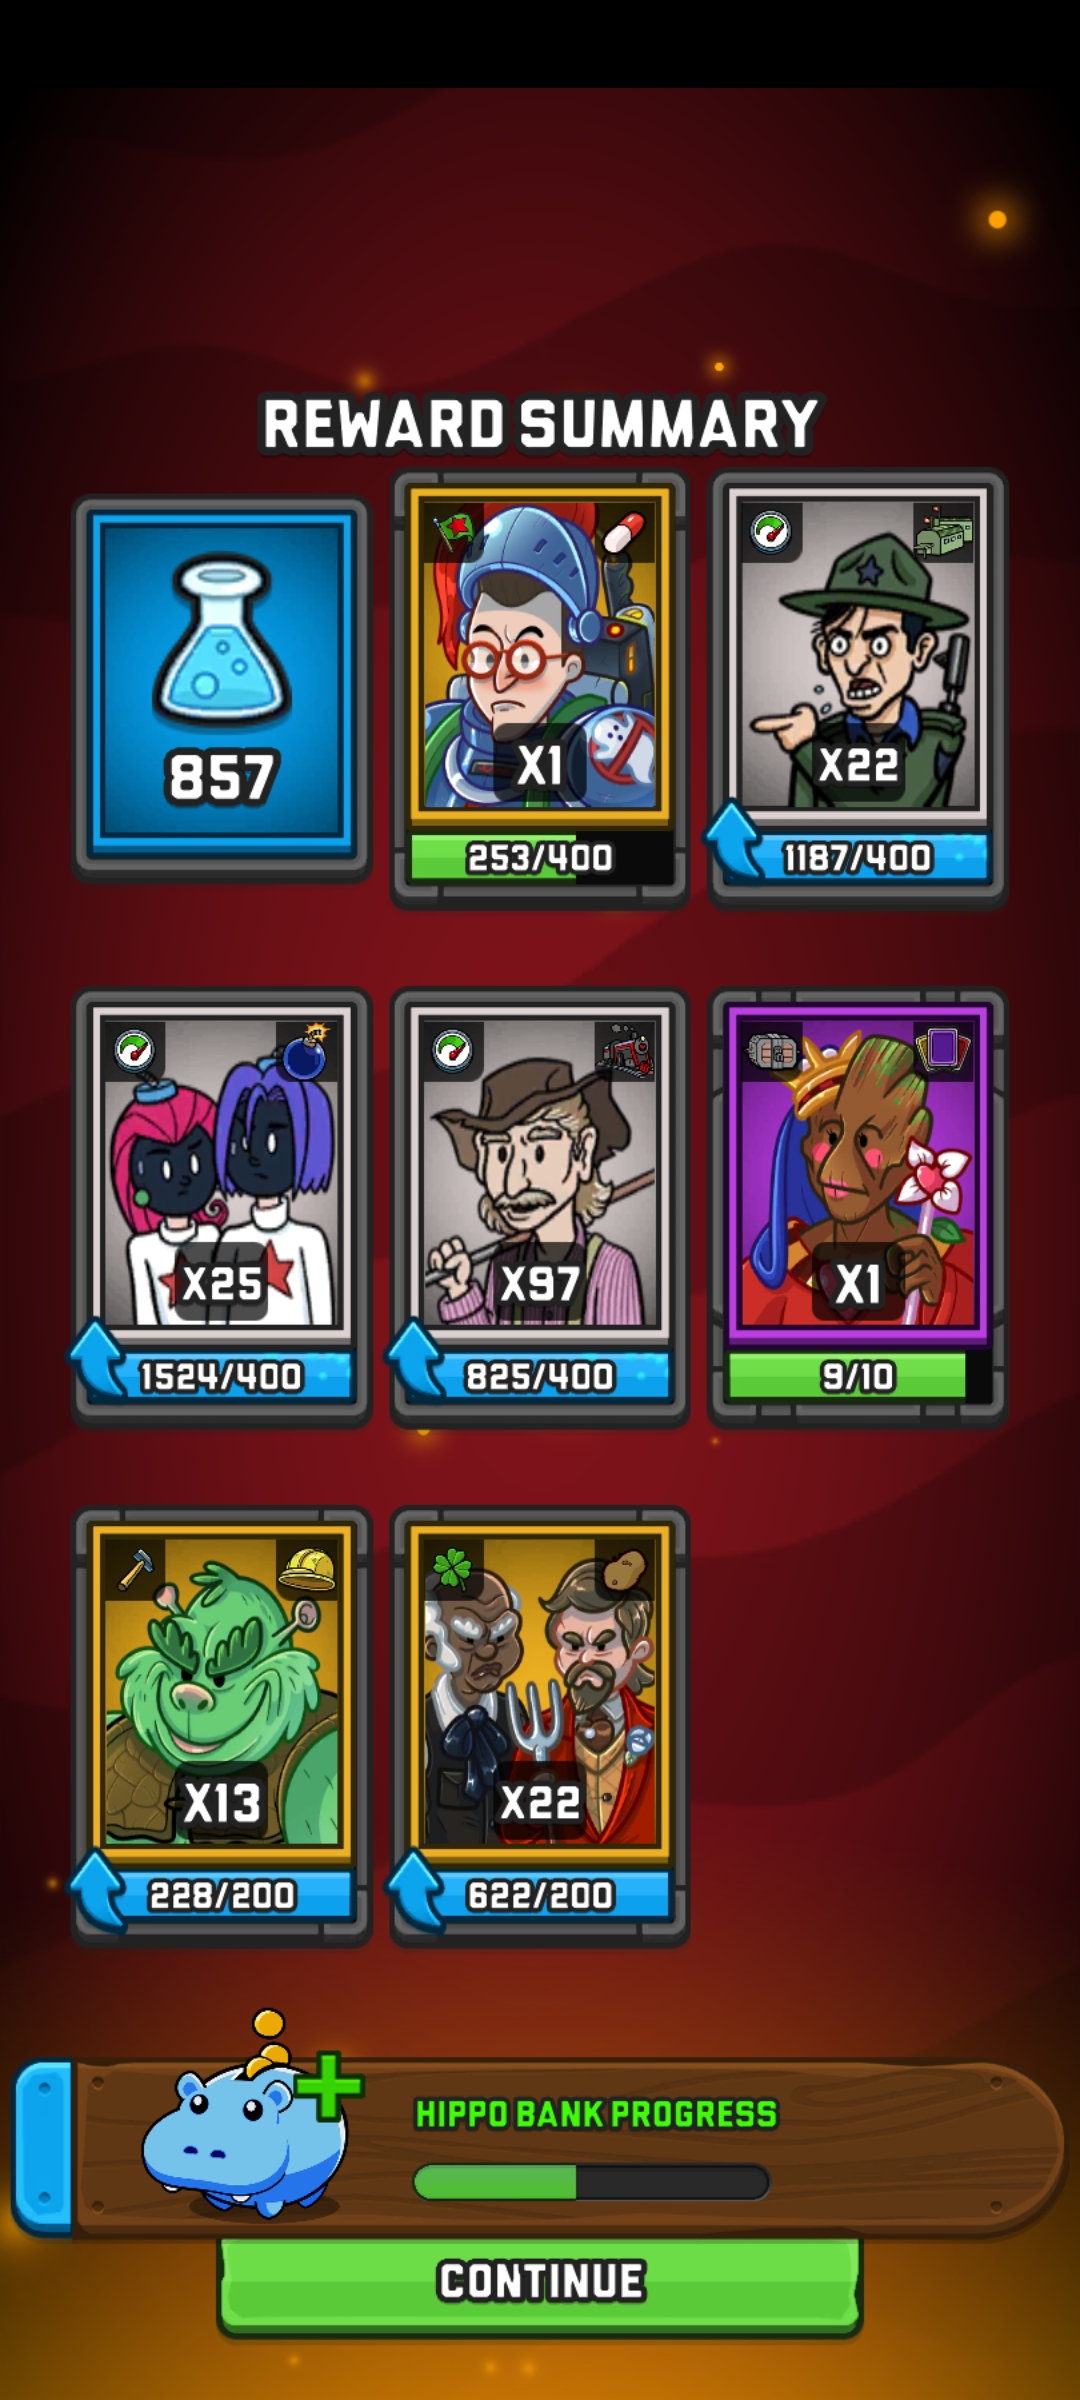 REWARD SUMMARY
857
X1
253/400
X22
1187/400
X25
1524/400
X97
825/400
X1
9/10
X13
228/200
X22
622/200
HIPPO BANK PROGRESS
CONTINUE